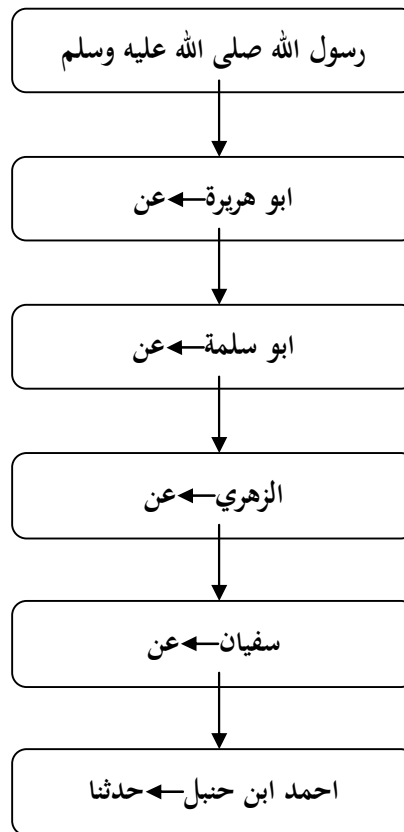 رسول الله صلى الله عليه وسلم
ابو هريرة←عن
ابو سلمة←عن
الزهري←عن
سفيان←عن
احمد ابن حنبل←حدثنا